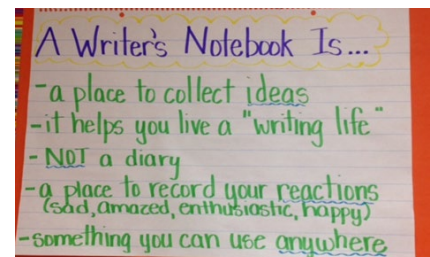 A Writer's Notebook Is...
-a place to collect ideas
-it helps you live a "writing life"
- NOT a diary
-a place to record your reactions
(sad, amazed, enthusiastic, happy)
-something you can use anywhere